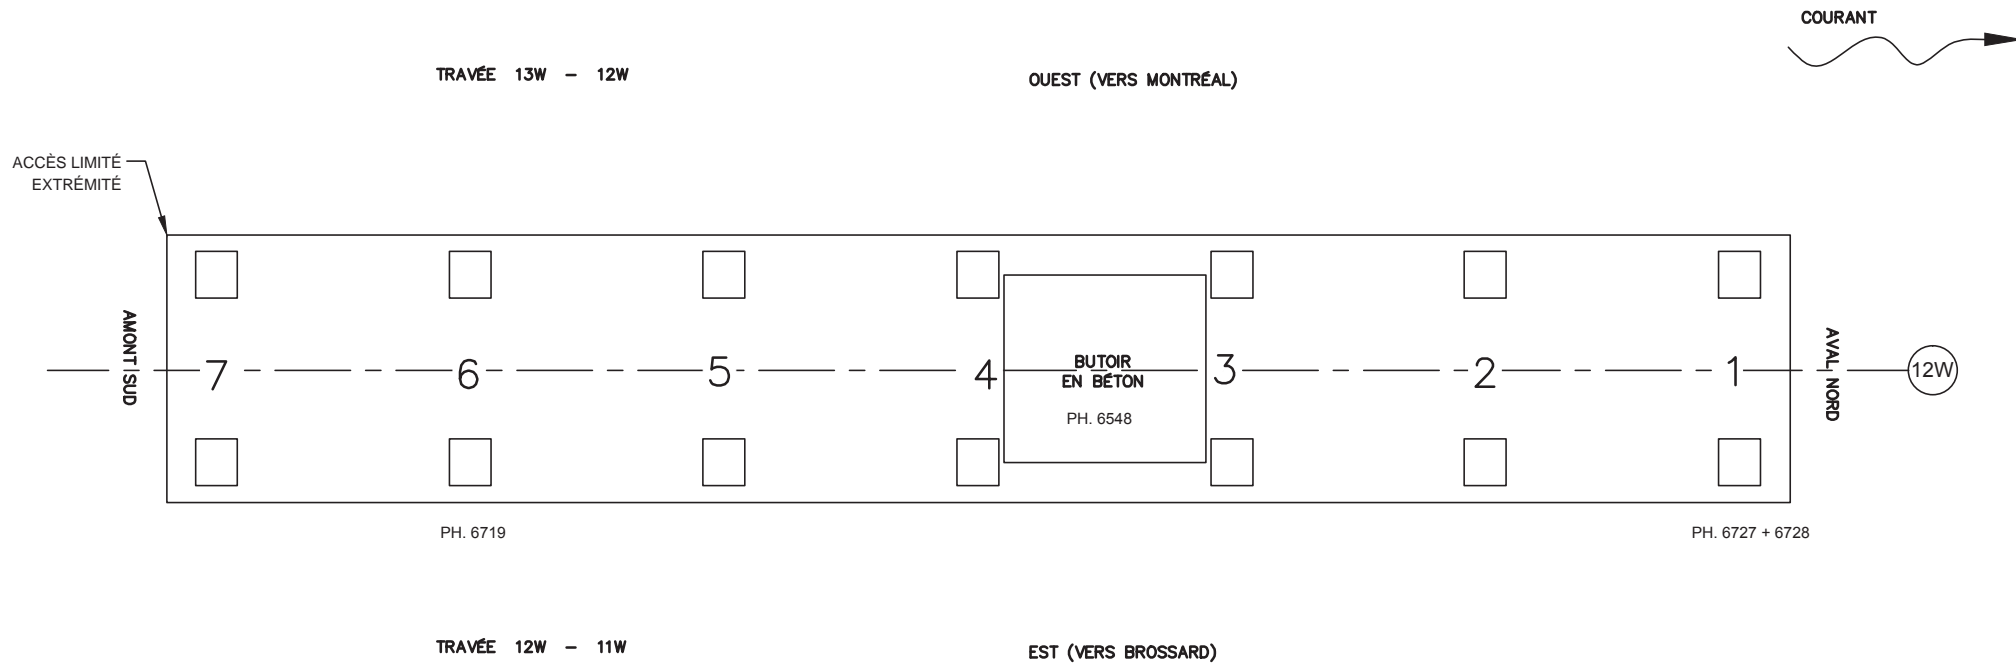 COURANT
TRAVÉE 13W - 12W
OUEST (VERS MONTRÉAL)
ACCÈS LIMITÉ
EXTRÉMITÉ
AMONT SUD
7
6
5
4
BUTOIR
EN BÉTON
PH. 6548
3
2
1
AVAL NORD
12W
PH. 6719
PH. 6727 + 6728
TRAVÉE 12W - 11W
EST (VERS BROSSARD)